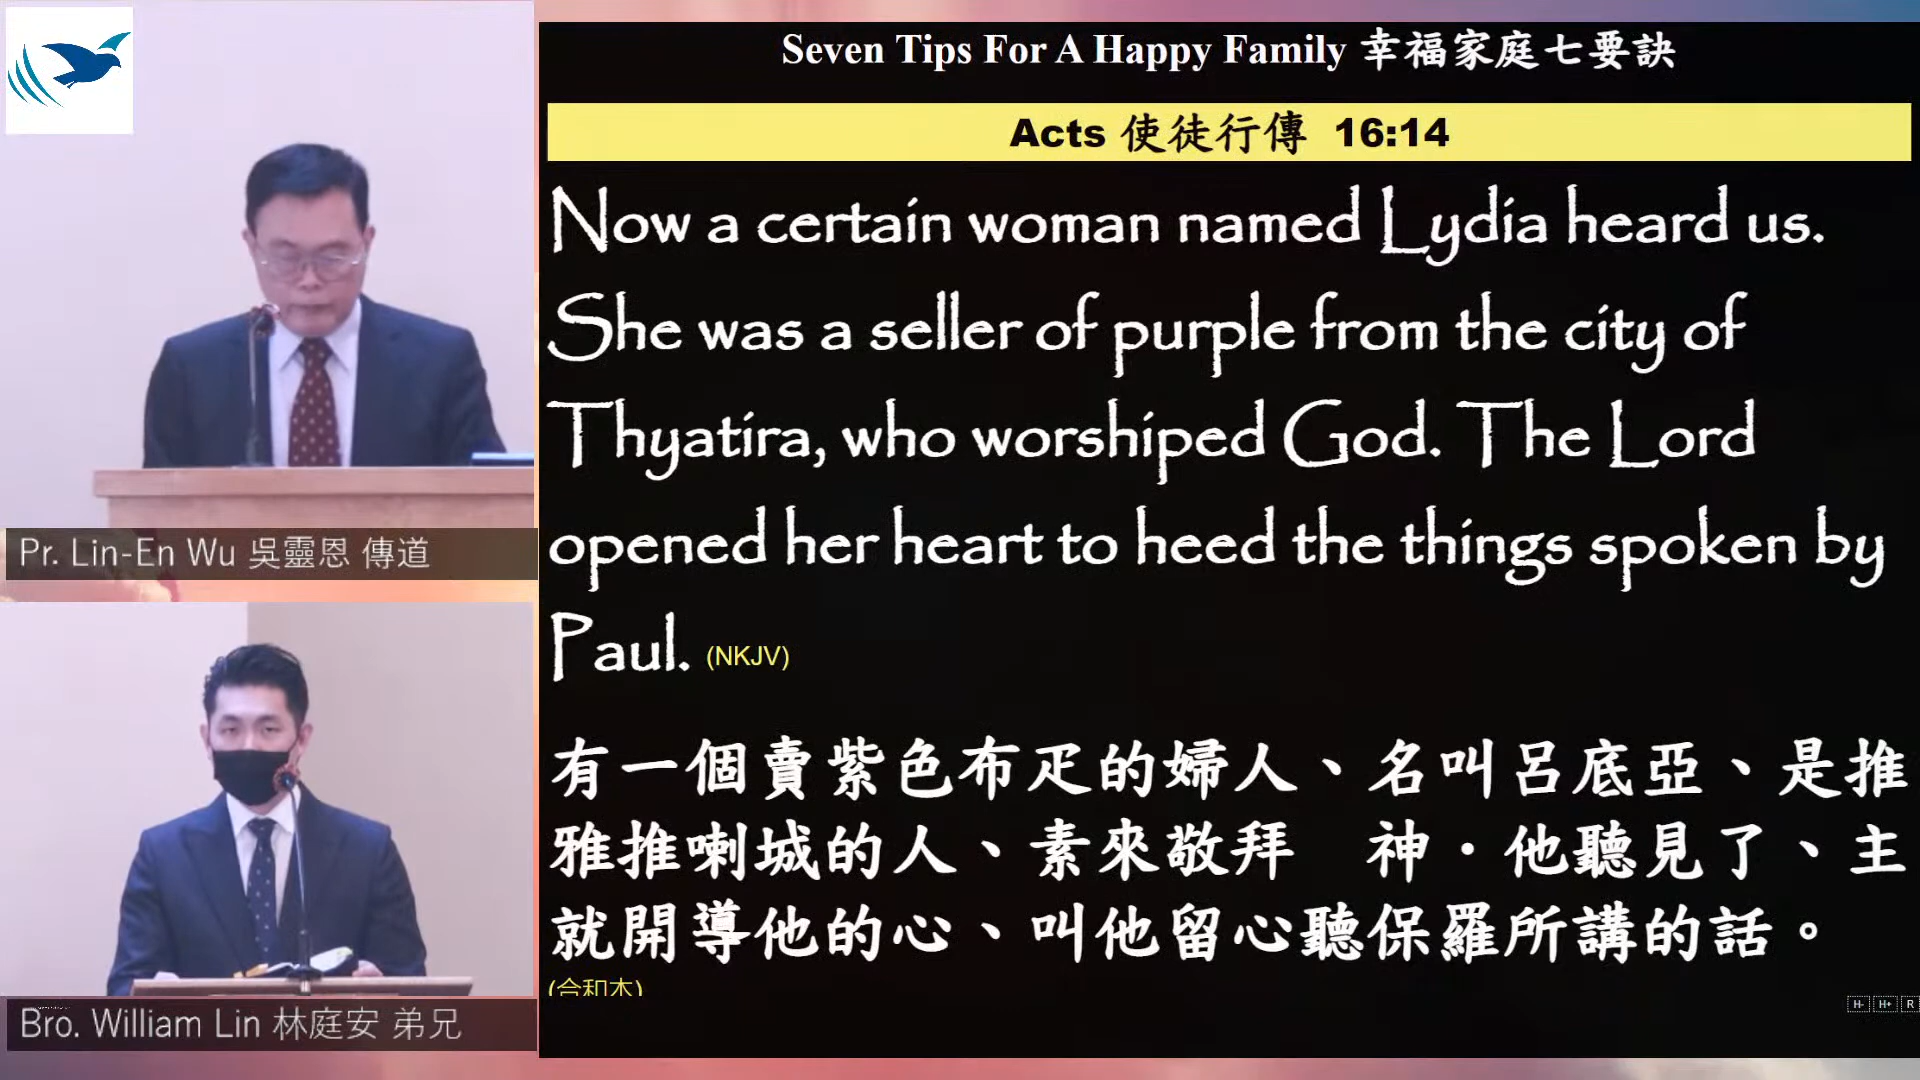 Seven Tips For A Happy Family 幸福家庭七要訣
Acts 使徒行傳 16:14
Now a certain woman named Lydia heard us.
She was a seller of purple from the city of
Thyatira, who worshiped God. The Lord
opened her heart to heed the things spoken by
Paul. (NKJV)
有一個賣紫色布疋的婦人、名叫呂底亞、是推
雅推喇城的人、素來敬拜　神．他聽見了、主
就開導他的心、叫他留心聽保羅所講的話。
(合和本)
Pr. Lin-En Wu 吳靈恩 傳道
Bro. William Lin 林庭安 弟兄
H- H+ R